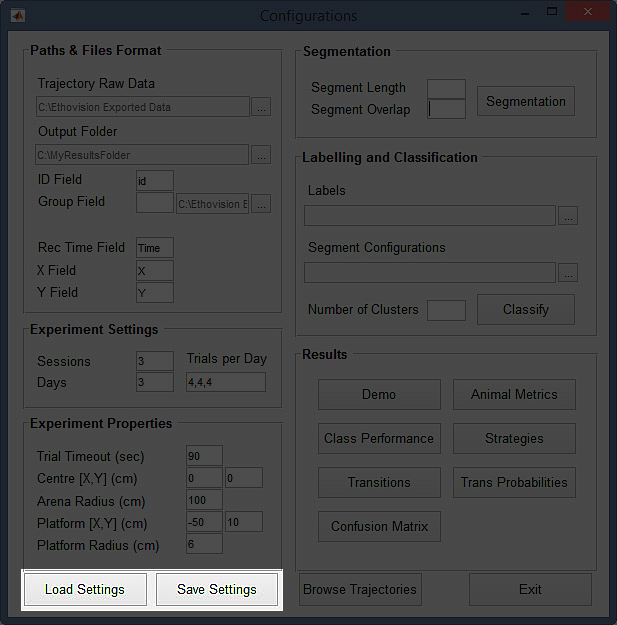 Configurations
Paths & Files Format
Trajectory Raw Data
C:\Ethovision Exported Data ...
Output Folder
C:\MyResultsFolder ...
ID Field id
Group Field C:\Ethovision E ...
Rec Time Field Time
X Field X
Y Field Y
Experiment Settings
Sessions 3 Trials per Day
Days 3 4,4,4
Experiment Properties
Trial Timeout (sec) 90
Centre [X,Y] (cm) 0 0
Arena Radius (cm) 100
Platform [X,Y] (cm) -50 10
Platform Radius (cm) 6
Load Settings Save Settings
Segmentation
Segment Length
Segment Overlap
Segmentation
Labelling and Classification
Labels
...
Segment Configurations
...
Number of Clusters Classify
Results
Demo Animal Metrics
Class Performance Strategies
Transitions Trans Probabilities
Confusion Matrix
Browse Trajectories Exit